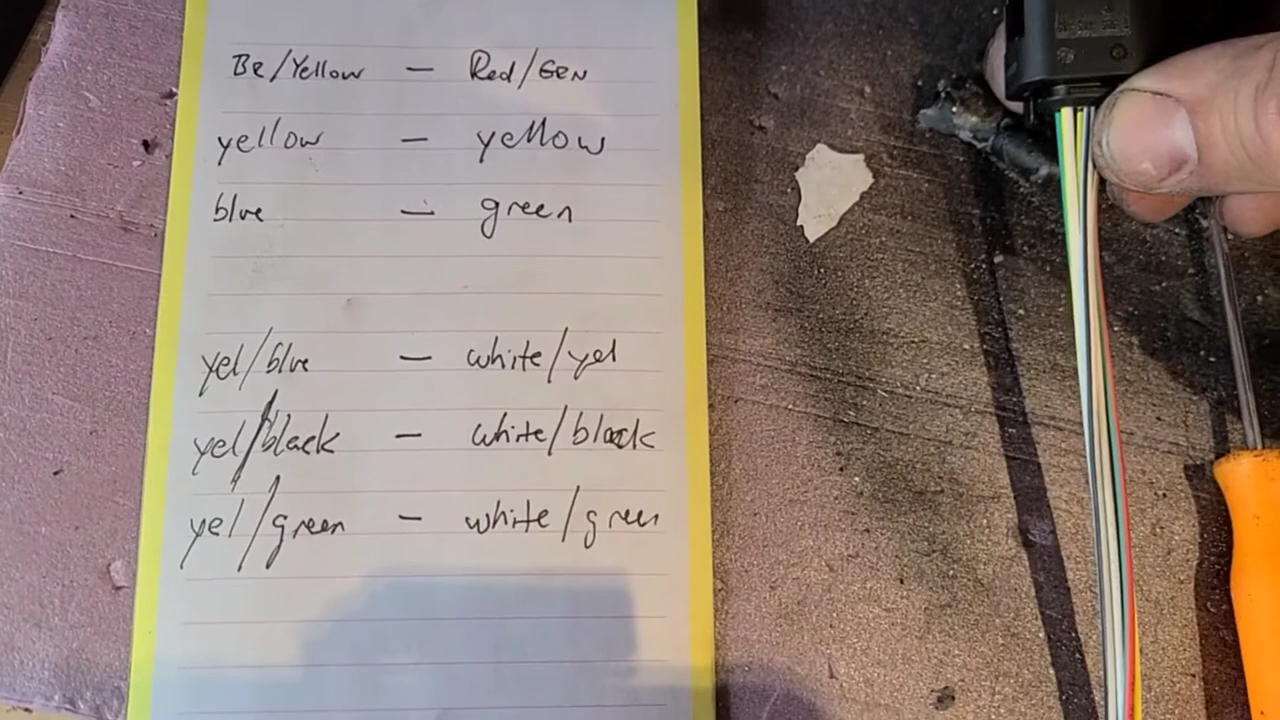 Be/Yellow — Red/GRN
yellow — yellow
blue — green
yel/blue — white/yel
yel/black — white/black
yel/green — white/green